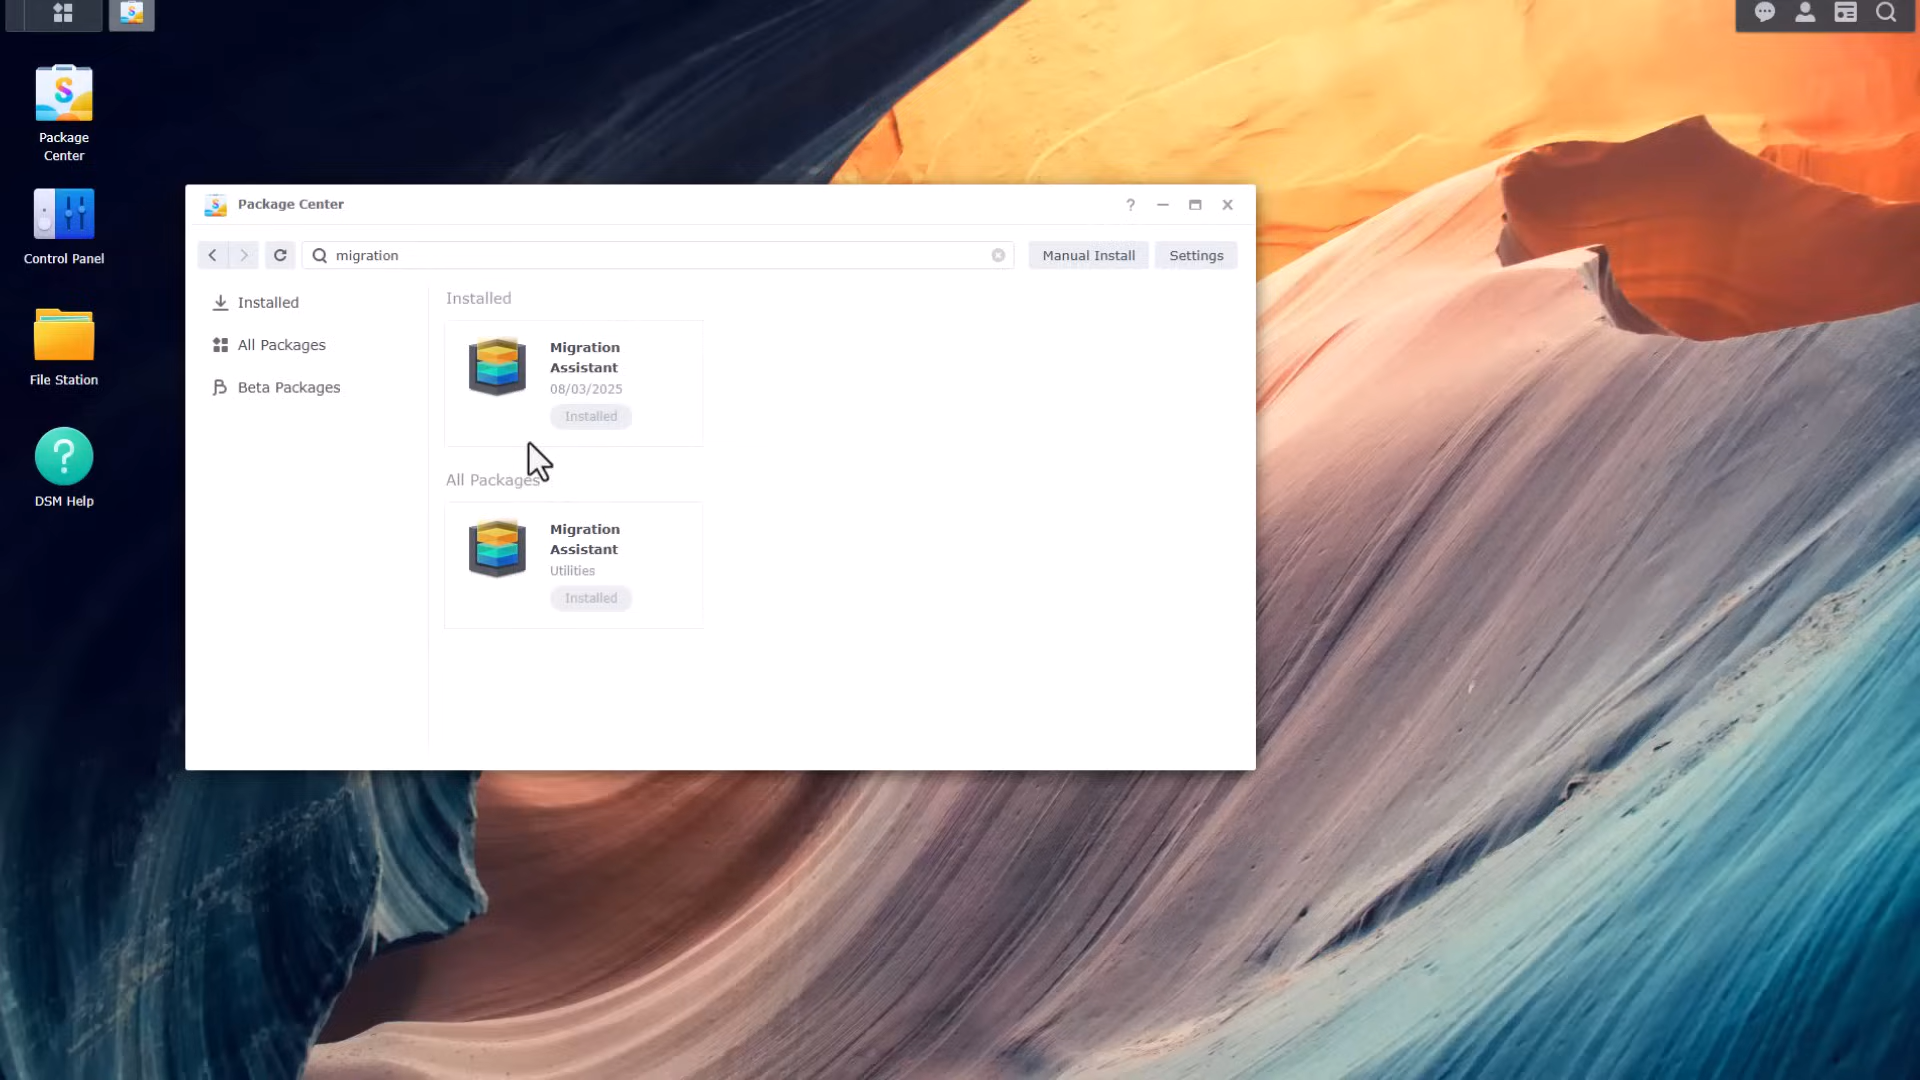 Package
Center
Control Panel
File Station
DSM Help
Package Center
migration
Manual Install
Settings
Installed
All Packages
Beta Packages
Installed
Migration
Assistant
08/03/2025
Installed
All Packages
Migration
Assistant
Utilities
Installed